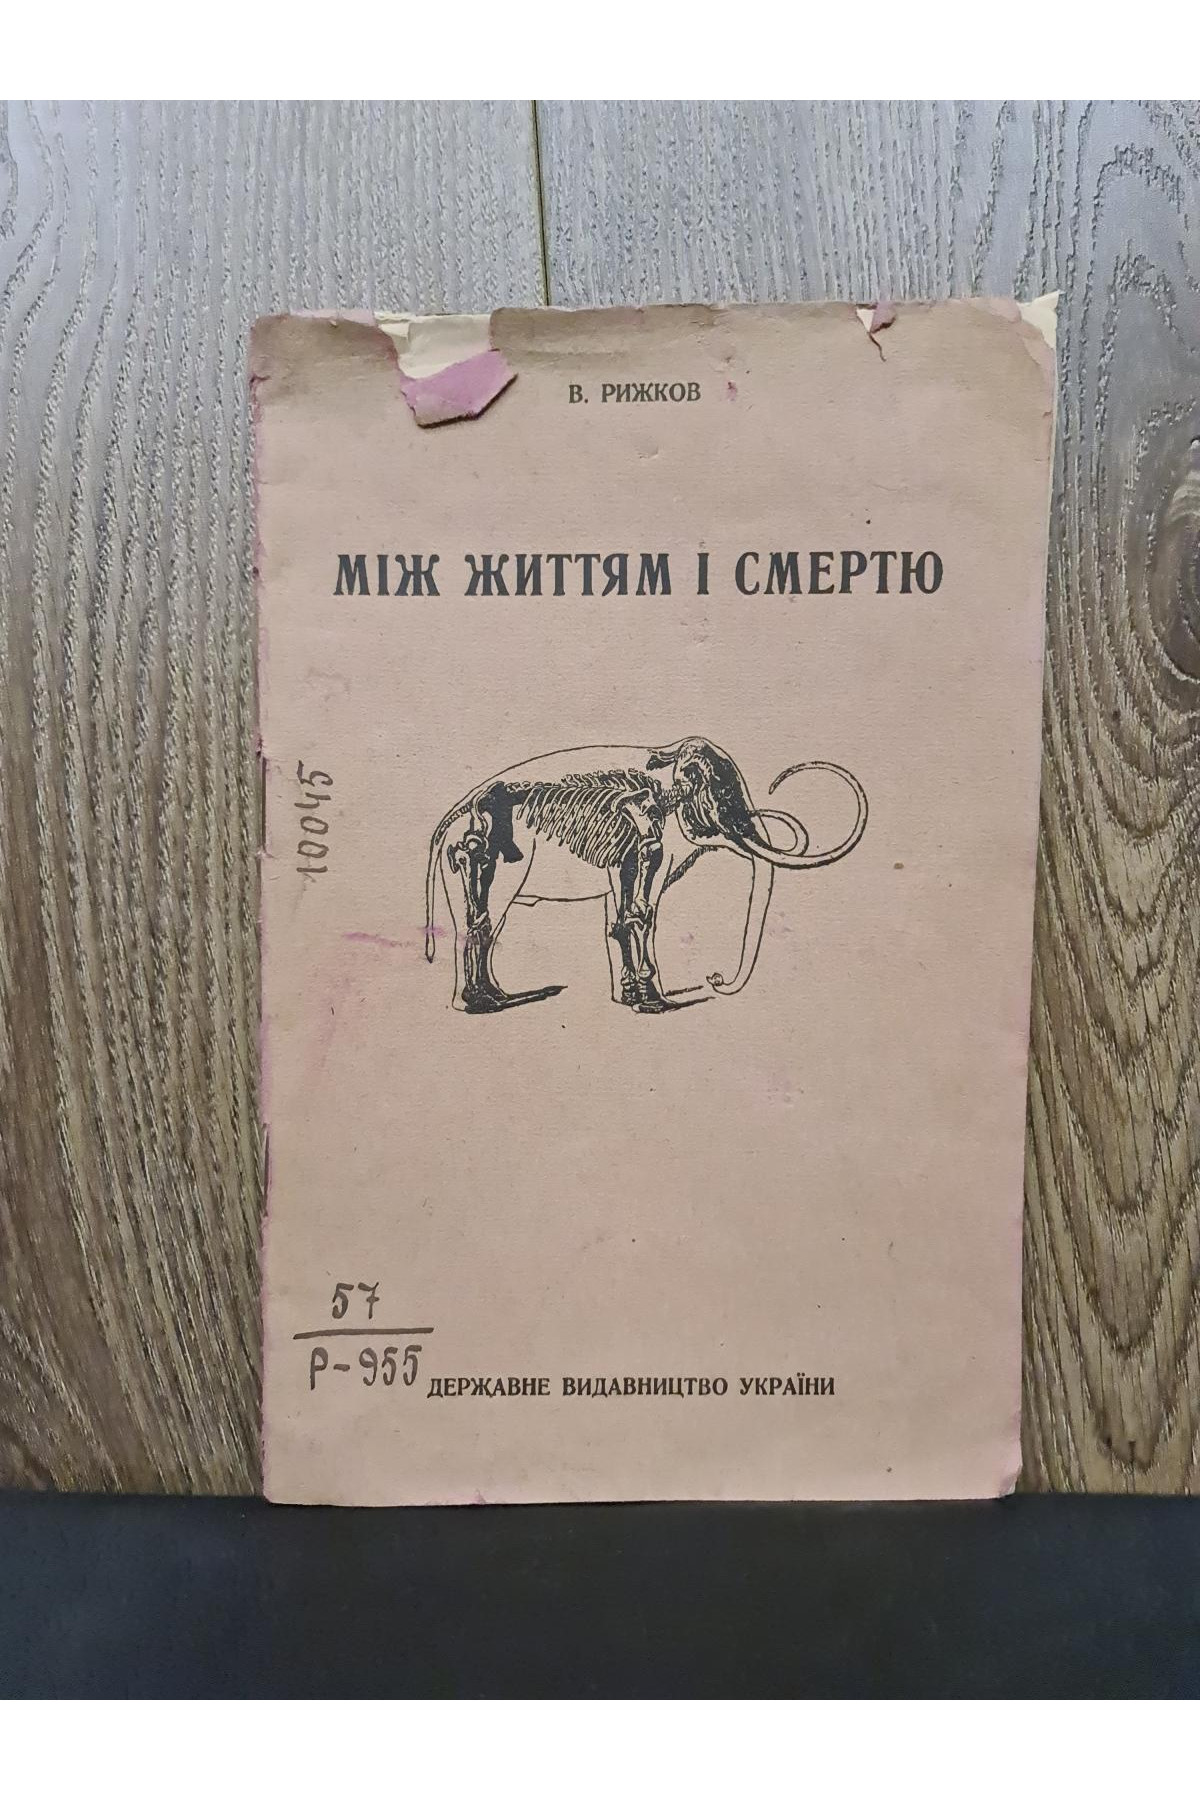 В. РИЖКОВ
МІЖ ЖИТТЯМ І СМЕРТЮ
10045
57
Р-955
ДЕРЖАВНЕ ВИДАВНИЦТВО УКРАЇНИ